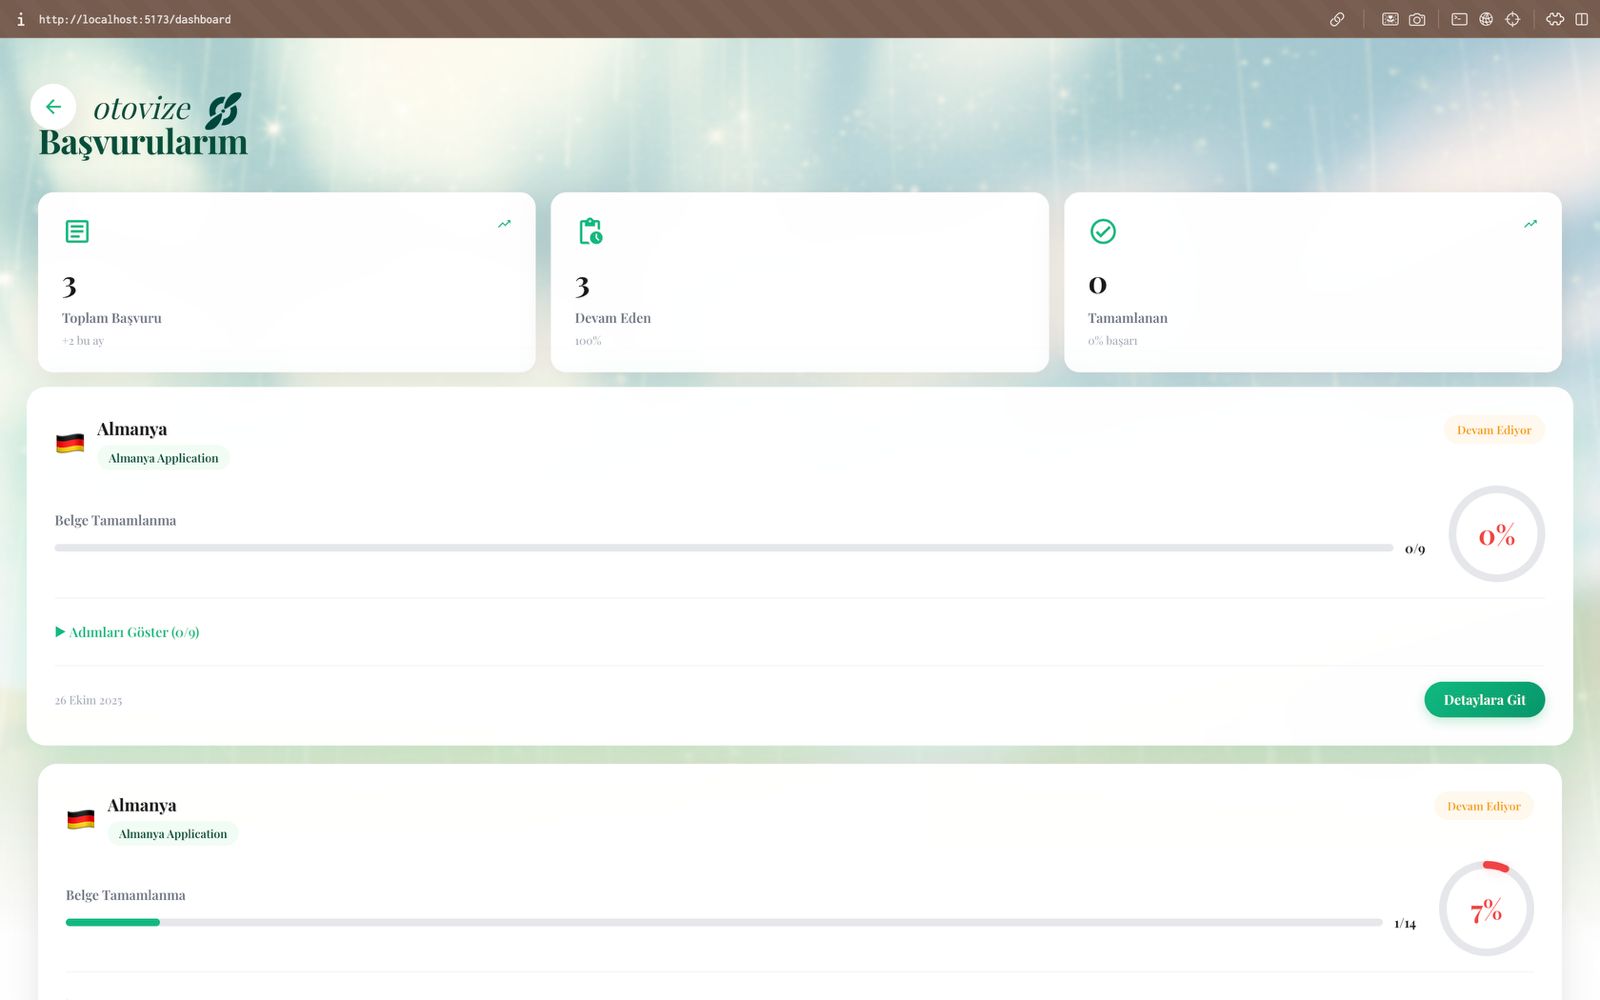 http://localhost:5173/dashboard
otovize
Başvurularım
3
Toplam Başvuru
+2 bu ay
3
Devam Eden
100%
0
Tamamlanan
0% başarı
Almanya
Almanya Application
Devam Ediyor
Belge Tamamlanma
0/9
0%
▶ Adımları Göster (0/9)
26 Ekim 2025
Detaylara Git
Almanya
Almanya Application
Devam Ediyor
Belge Tamamlanma
1/14
7%